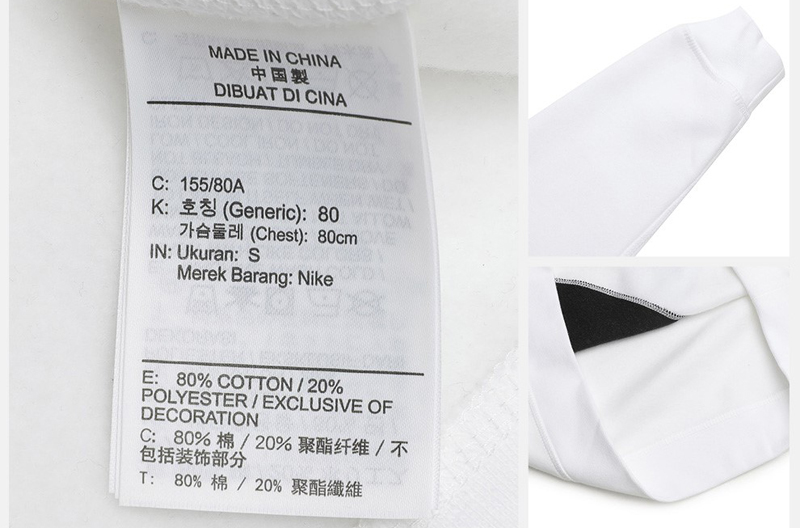 MADE IN CHINA
中国製
DIBUAT DI CINA
C: 155/80A
K: 호칭 (Generic): 80
가슴둘레 (Chest): 80cm
IN: Ukuran: S
Merek Barang: Nike
E: 80% COTTON / 20%
POLYESTER / EXCLUSIVE OF
DECORATION
C: 80% 棉 / 20% 聚酯纤维 / 不
包括装饰部分
T: 80% 棉 / 20% 聚酯纖維